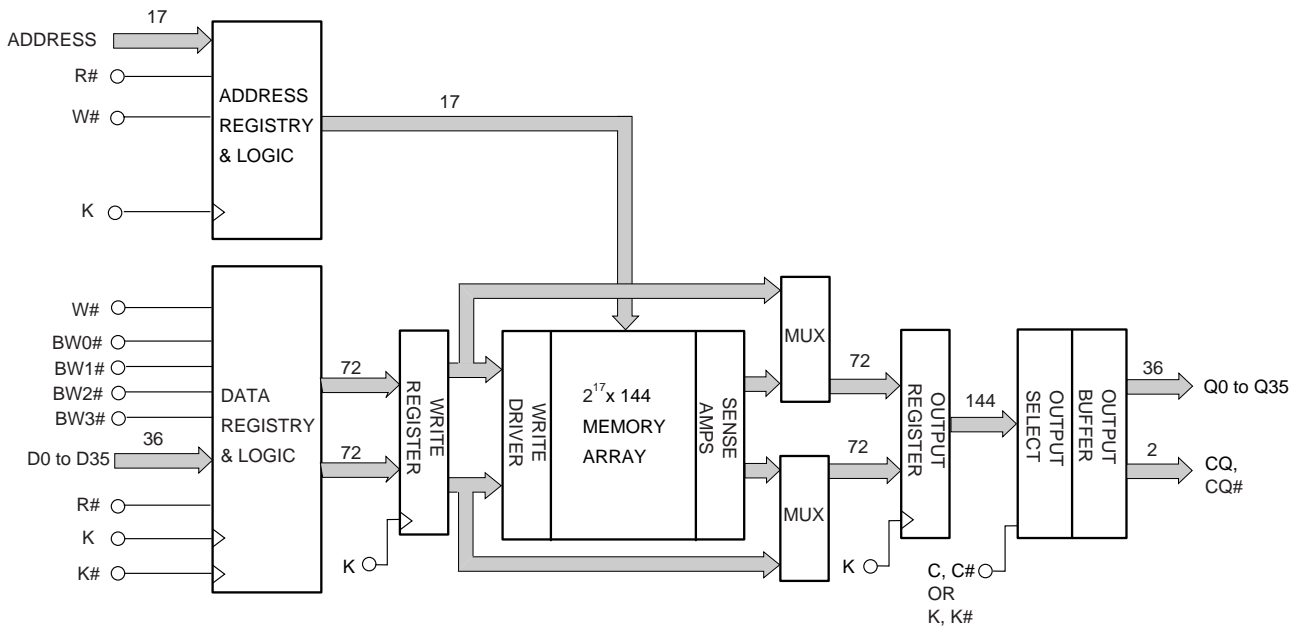 17
ADDRESS
R#
W#
K
ADDRESS
REGISTRY
& LOGIC
17
W#
BW0#
BW1#
BW2#
BW3#
36
D0 to D35
R#
K
K#
DATA
REGISTRY
& LOGIC
72
72
WRITE
REGISTER
K
WRITE
DRIVER
2¹⁷x 144
MEMORY
ARRAY
SENSE
AMPS
MUX
MUX
72
72
OUTPUT
REGISTER
K
144
OUTPUT
SELECT
OUTPUT
BUFFER
C, C#
OR
K, K#
36
Q0 to Q35
2
CQ,
CQ#